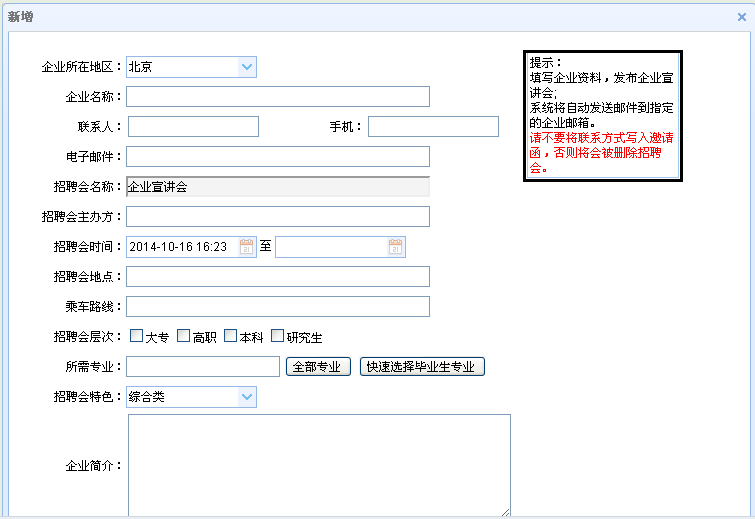 新增
企业所在地区： 北京
企业名称：
联系人： 手机：
电子邮件：
招聘会名称： 企业宣讲会
招聘会主办方：
招聘会时间： 2014-10-16 16:23 至
招聘会地点：
乘车路线：
招聘会层次： 大专 高职 本科 研究生
所需专业： 全部专业 快速选择毕业生专业
招聘会特色： 综合类
企业简介：
提示：
填写企业资料，发布企业宣
讲会;
系统将自动发送邮件到指定
的企业邮箱。
请不要将联系方式写入邀请
函，否则将会被删除招聘
会。